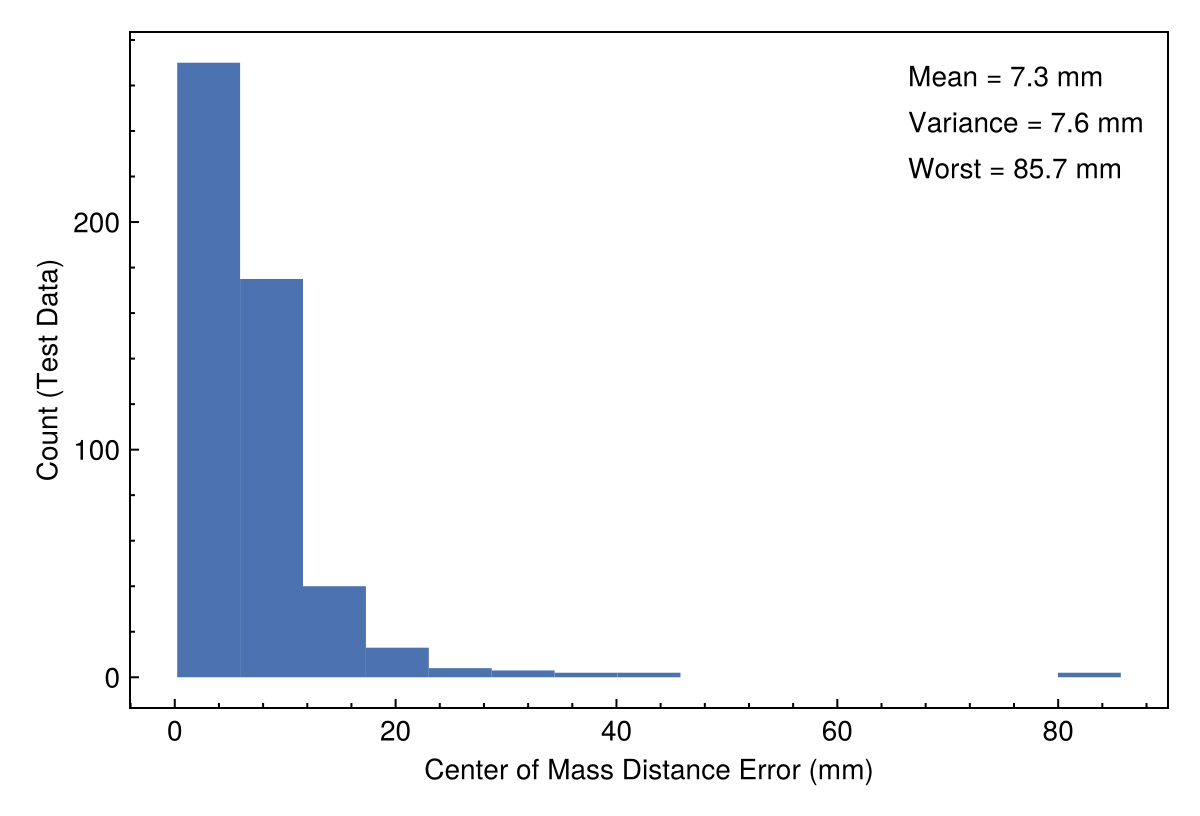 Mean = 7.3 mm
Variance = 7.6 mm
Worst = 85.7 mm
200
100
0
Count (Test Data)
0 20 40 60 80
Center of Mass Distance Error (mm)